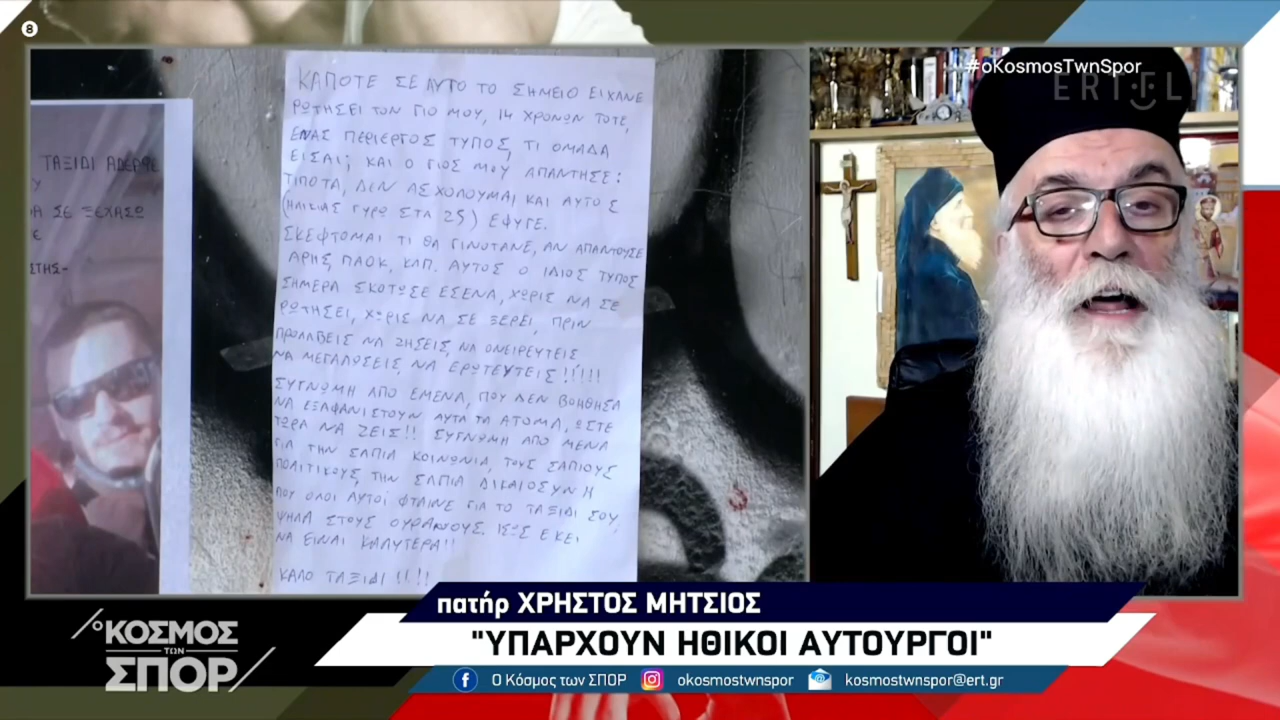 8
ΤΑΞΙΔΙ ΑΔΕΡΦΕ
ΣΕ ΞΕΧΑΣΩ
ΚΑΠΟΤΕ ΣΕ ΑΥΤΟ ΤΟ ΣΗΜΕΙΟ ΕΙΧΑΝΕ
ΡΩΤΗΣΕΙ ΤΟΝ ΓΙΟ ΜΟΥ, 14 ΧΡΟΝΩΝ ΤΟΤΕ,
ΕΝΑΣ ΠΕΡΙΕΡΓΟΣ ΤΥΠΟΣ, ΤΙ ΟΜΑΔΑ
ΕΙΣΑΙ; ΚΑΙ Ο ΓΙΟΣ ΜΟΥ ΑΠΑΝΤΗΣΕ:
ΤΙΠΟΤΑ, ΔΕΝ ΑΣΧΟΛΟΥΜΑΙ ΚΑΙ ΑΥΤΟΣ
(ΗΛΙΚΙΑΣ ΓΥΡΩ ΣΤΑ 25) ΕΦΥΓΕ.
ΣΚΕΦΤΟΜΑΙ ΤΙ ΘΑ ΓΙΝΟΤΑΝΕ, ΑΝ ΑΠΑΝΤΟΥΣΕ
ΑΡΗΣ, ΠΑΟΚ, ΚΛΠ. ΑΥΤΟΣ Ο ΙΔΙΟΣ ΤΥΠΟΣ
ΣΗΜΕΡΑ ΣΚΟΤΩΣΕ ΕΣΕΝΑ, ΧΩΡΙΣ ΝΑ ΣΕ
ΡΩΤΗΣΕΙ, ΧΩΡΙΣ ΝΑ ΣΕ ΞΕΡΕΙ, ΠΡΙΝ
ΠΡΟΛΑΒΕΙΣ ΝΑ ΖΗΣΕΙΣ, ΝΑ ΟΝΕΙΡΕΥΤΕΙΣ
ΝΑ ΜΕΓΑΛΩΣΕΙΣ, ΝΑ ΕΡΩΤΕΥΤΕΙΣ!!!!!
ΣΥΓΝΩΜΗ ΑΠΟ ΕΜΕΝΑ, ΠΟΥ ΔΕΝ ΒΟΗΘΗΣΑ
ΝΑ ΕΞΑΦΑΝΙΣΤΟΥΝ ΑΥΤΑ ΤΑ ΑΤΟΜΑ, ΩΣΤΕ
ΤΩΡΑ ΝΑ ΖΕΙΣ!! ΣΥΓΝΩΜΗ ΑΠΟ ΜΕΝΑ
ΓΙΑ ΤΗΝ ΣΑΠΙΑ ΚΟΙΝΩΝΙΑ, ΤΟΥΣ ΣΑΠΙΟΥΣ
ΠΟΛΙΤΙΚΟΥΣ, ΤΗΝ ΣΑΠΙΑ ΔΙΚΑΙΟΣΥΝΗ
ΠΟΥ ΟΛΟΙ ΑΥΤΟΙ ΦΤΑΙΝΕ ΓΙΑ ΤΟ ΤΑΞΙΔΙ ΣΟΥ,
ΨΗΛΑ ΣΤΟΥΣ ΟΥΡΑΝΟΥΣ. ΙΣΩΣ ΕΚΕΙ
ΝΑ ΕΙΝΑΙ ΚΑΛΥΤΕΡΑ!!
ΚΑΛΟ ΤΑΞΙΔΙ!!!!
#oKosmosTwnSpor
πατήρ ΧΡΗΣΤΟΣ ΜΗΤΣΙΟΣ
"ΥΠΑΡΧΟΥΝ ΗΘΙΚΟΙ ΑΥΤΟΥΡΓΟΙ"
Ο ΚΟΣΜΟΣ
ΤΩΝ
ΣΠΟΡ
Ο Κόσμος των ΣΠΟΡ okosmostwnspor kosmostwnspor@ert.gr